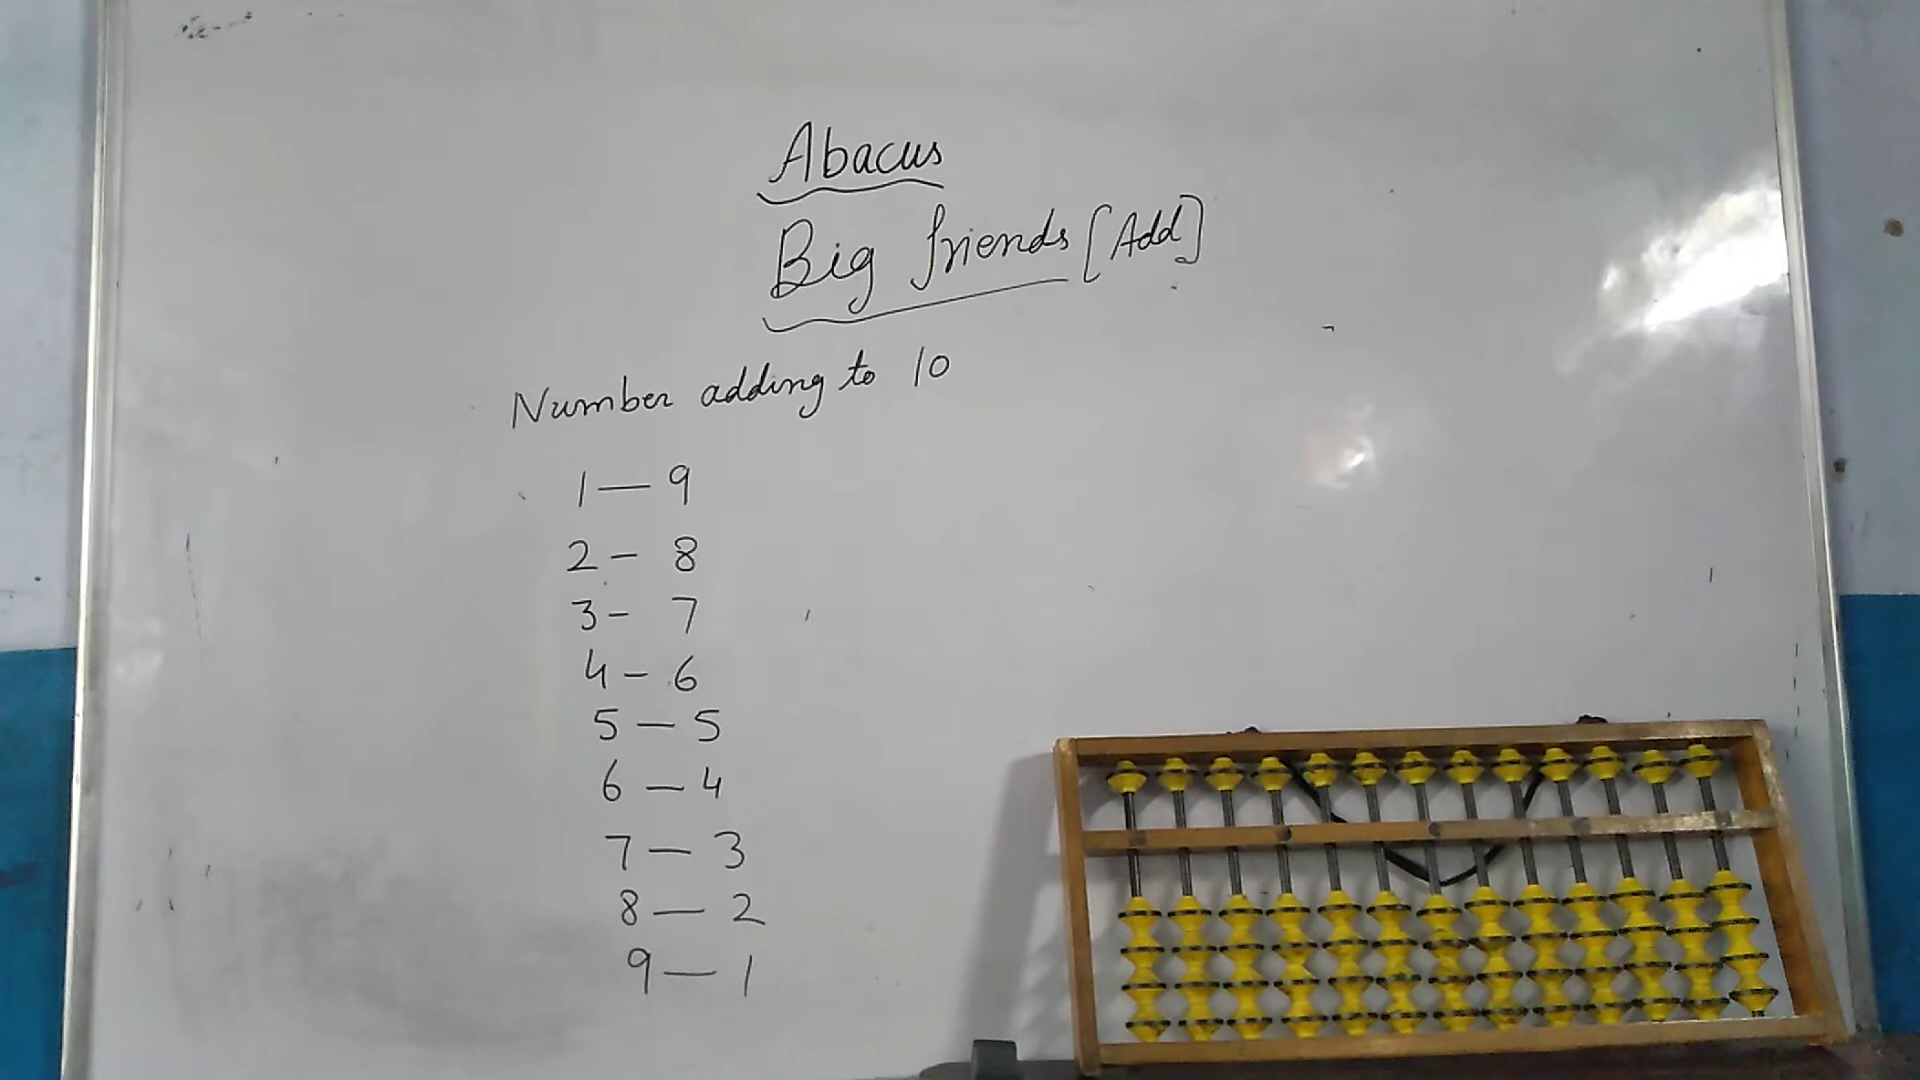 Abacus
Big friends [Add]
Number adding to 10
1 — 9
2 - 8
3 - 7
4 - 6
5 - 5
6 — 4
7 — 3
8 — 2
9 — 1